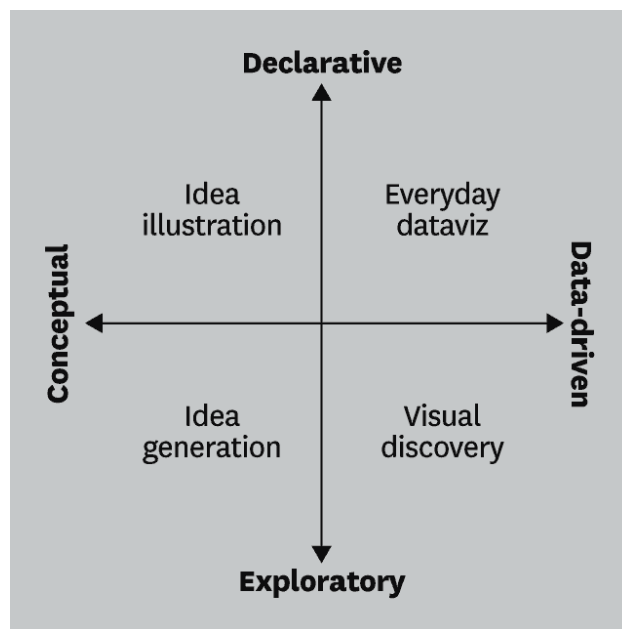 Declarative
Idea
illustration
Everyday
dataviz
Conceptual
Data-driven
Idea
generation
Visual
discovery
Exploratory